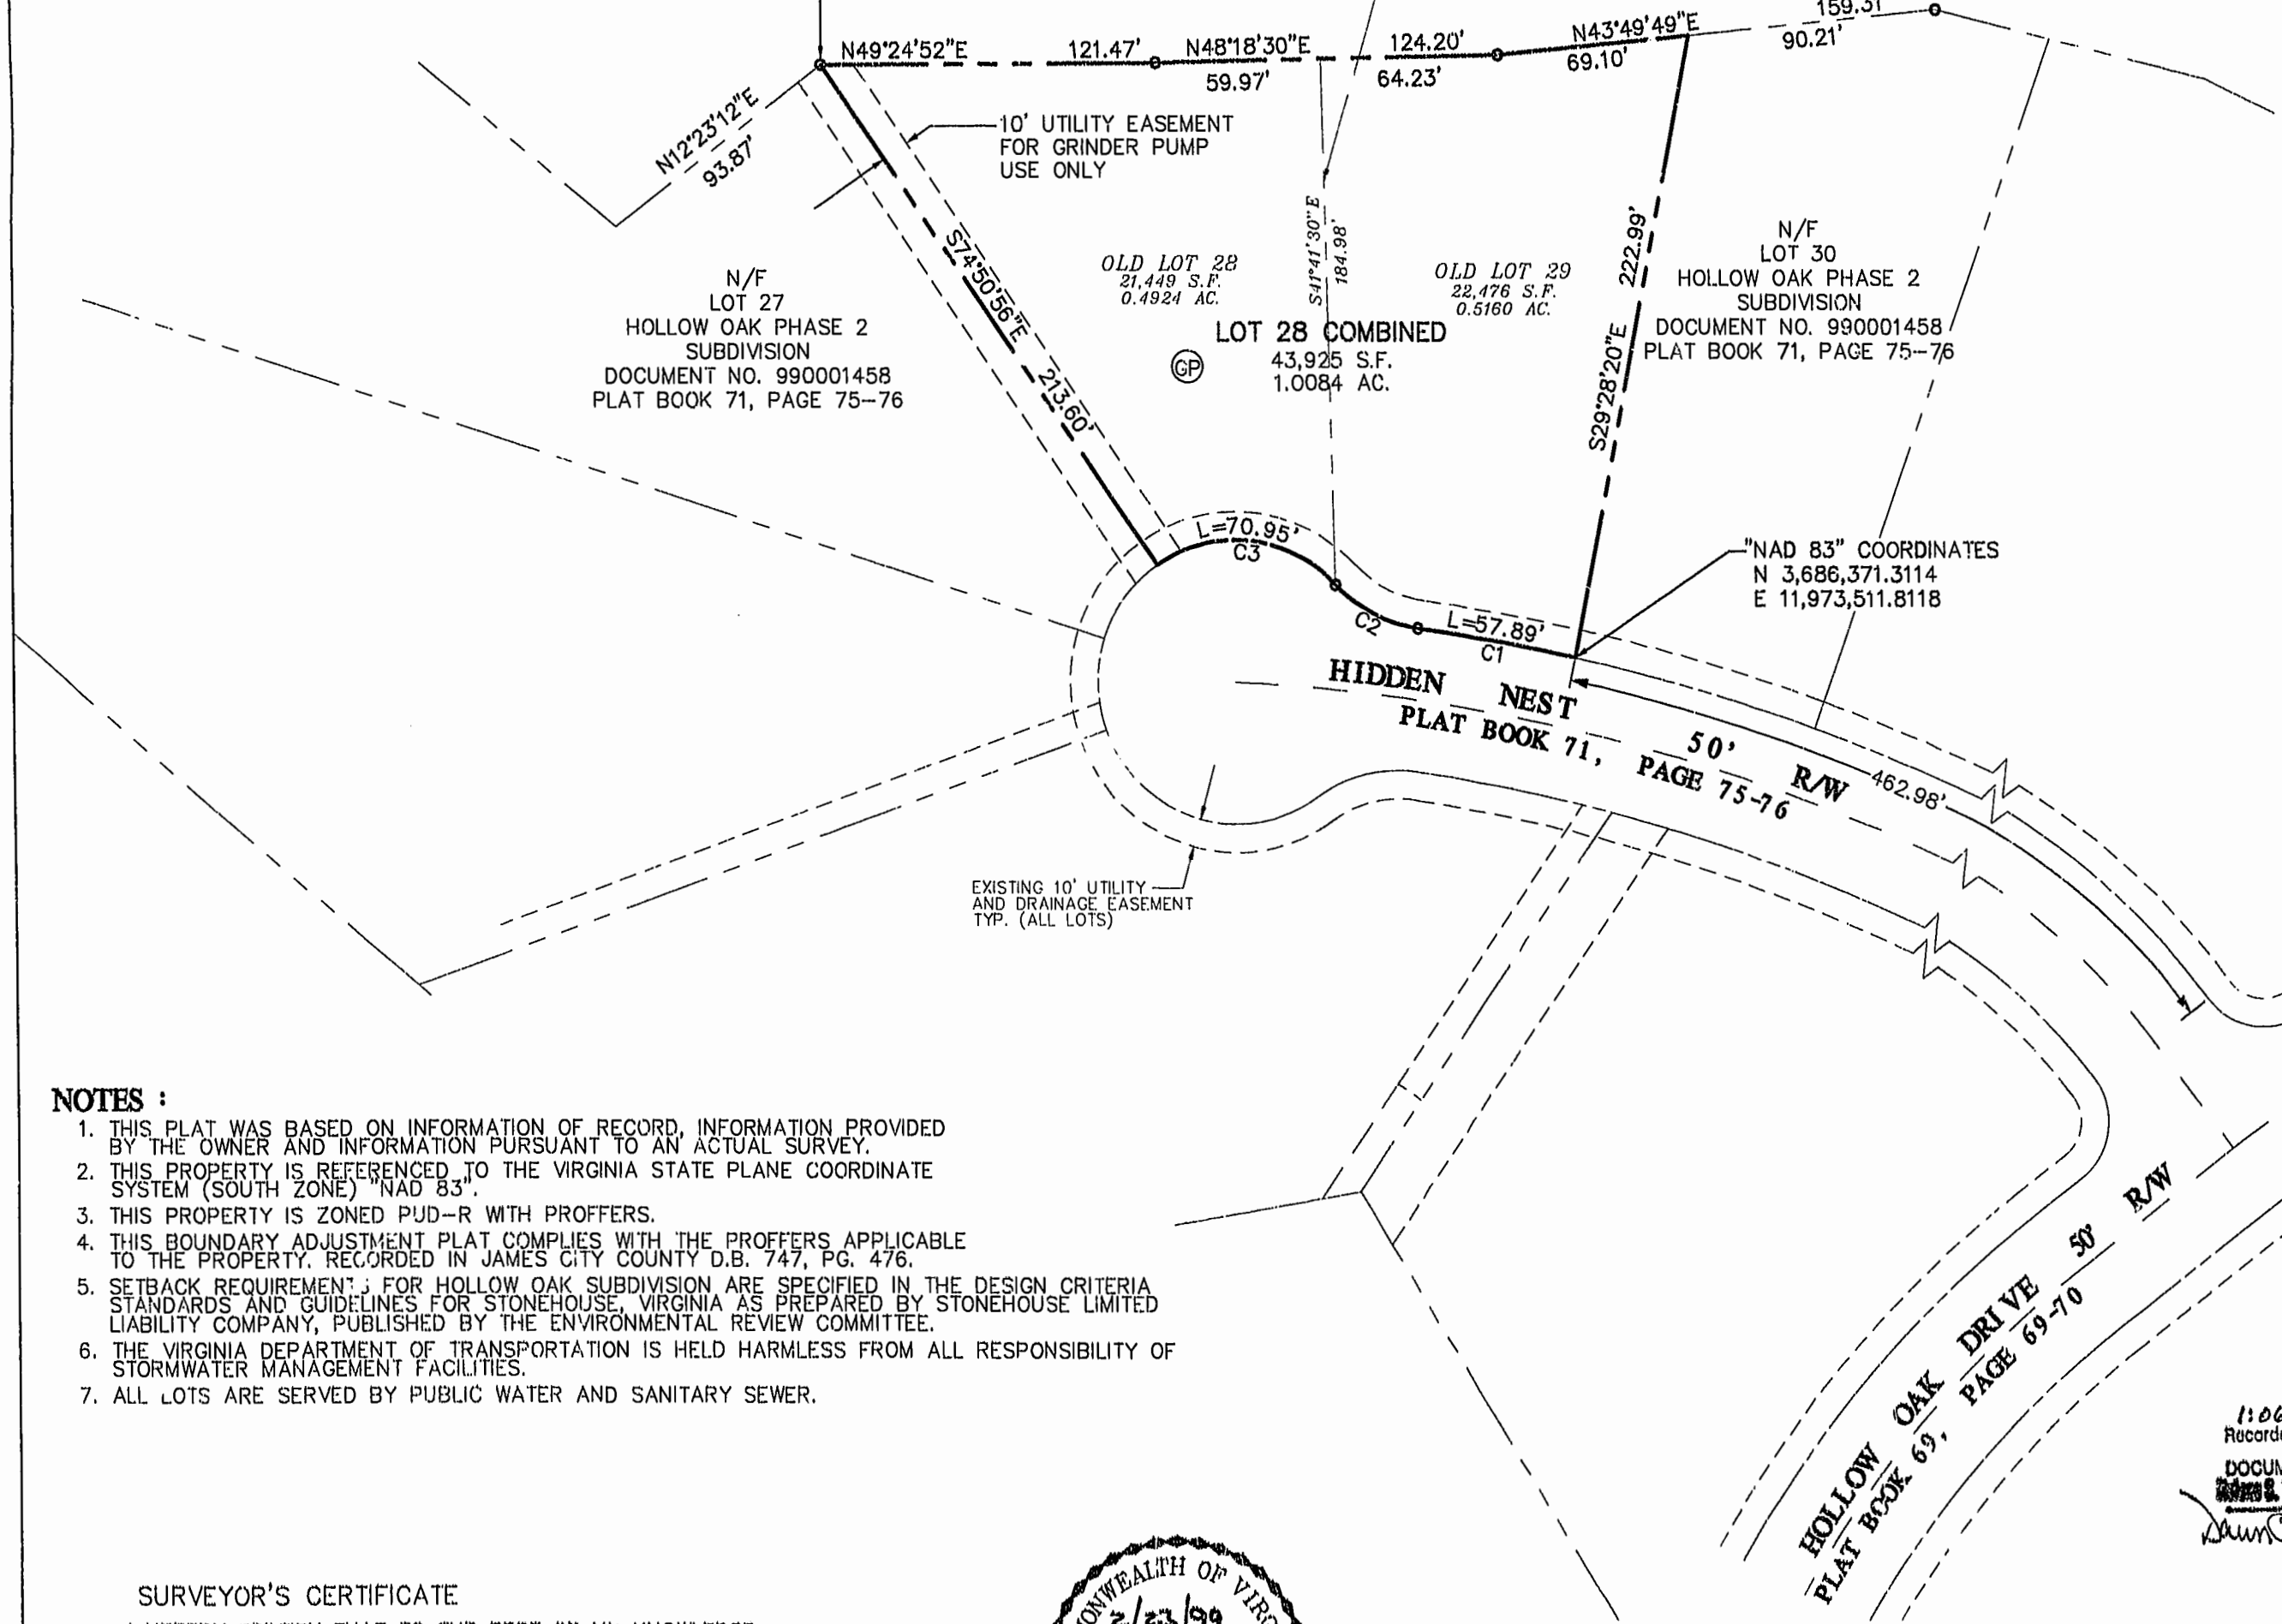 159.31'
N49°24'52"E
121.47'
N48°18'30"E
124.20'
N43°49'49"E
90.21'
59.97'
64.23'
69.10'
N12°23'12"E
93.87'
10' UTILITY EASEMENT
FOR GRINDER PUMP
USE ONLY
S74°50'56"E
213.60'
S41°41'30"E
184.98'
S29°28'20"E
222.99'
N/F
LOT 27
HOLLOW OAK PHASE 2
SUBDIVISION
DOCUMENT NO. 990001458
PLAT BOOK 71, PAGE 75-76
OLD LOT 28
21,449 S.F.
0.4924 AC.
OLD LOT 29
22,476 S.F.
0.5160 AC.
LOT 28 COMBINED
43,925 S.F.
1.0084 AC.
GP
N/F
LOT 30
HOLLOW OAK PHASE 2
SUBDIVISION
DOCUMENT NO. 990001458
PLAT BOOK 71, PAGE 75-76
L=70.95'
C3
C2
L=57.89'
C1
"NAD 83" COORDINATES
N 3,686,371.3114
E 11,973,511.8118
HIDDEN NEST 50' R/W
PLAT BOOK 71, PAGE 75-76
462.98'
EXISTING 10' UTILITY
AND DRAINAGE EASEMENT
TYP. (ALL LOTS)
NOTES :
1. THIS PLAT WAS BASED ON INFORMATION OF RECORD, INFORMATION PROVIDED
BY THE OWNER AND INFORMATION PURSUANT TO AN ACTUAL SURVEY.
2. THIS PROPERTY IS REFERENCED TO THE VIRGINIA STATE PLANE COORDINATE
SYSTEM (SOUTH ZONE) "NAD 83".
3. THIS PROPERTY IS ZONED PUD-R WITH PROFFERS.
4. THIS BOUNDARY ADJUSTMENT PLAT COMPLIES WITH THE PROFFERS APPLICABLE
TO THE PROPERTY. RECORDED IN JAMES CITY COUNTY D.B. 747, PG. 476.
5. SETBACK REQUIREMENTS FOR HOLLOW OAK SUBDIVISION ARE SPECIFIED IN THE DESIGN CRITERIA
STANDARDS AND GUIDELINES FOR STONEHOUSE, VIRGINIA AS PREPARED BY STONEHOUSE LIMITED
LIABILITY COMPANY, PUBLISHED BY THE ENVIRONMENTAL REVIEW COMMITTEE.
6. THE VIRGINIA DEPARTMENT OF TRANSPORTATION IS HELD HARMLESS FROM ALL RESPONSIBILITY OF
STORMWATER MANAGEMENT FACILITIES.
7. ALL LOTS ARE SERVED BY PUBLIC WATER AND SANITARY SEWER.
HOLLOW OAK DRIVE 50' R/W
PLAT BOOK 69, PAGE 69-70
1:06
Recorde
DOCUM
SURVEYOR'S CERTIFICATE
MONWEALTH OF VIRG